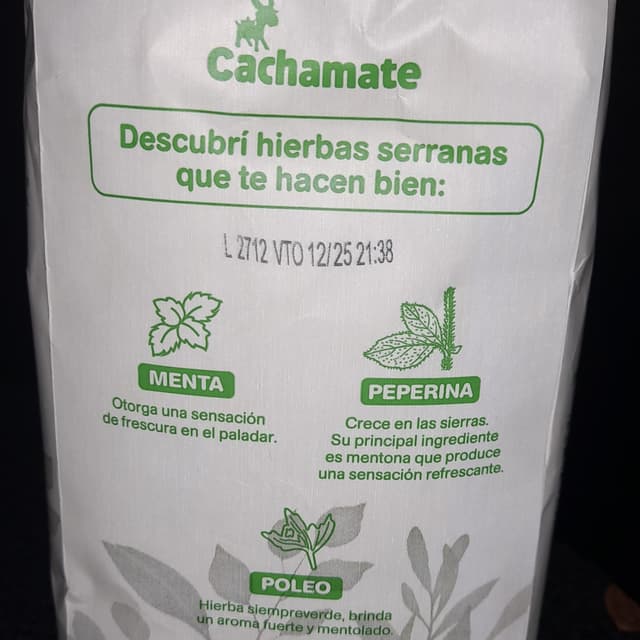 Cachamate
Descubrí hierbas serranas
que te hacen bien:
L 2712 VTO 12/25 21:38
MENTA
Otorga una sensación
de frescura en el paladar.
PEPERINA
Crece en las sierras.
Su principal ingrediente
es mentona que produce
una sensación refrescante.
POLEO
Hierba siempreverde, brinda
un aroma fuerte y mentolado.